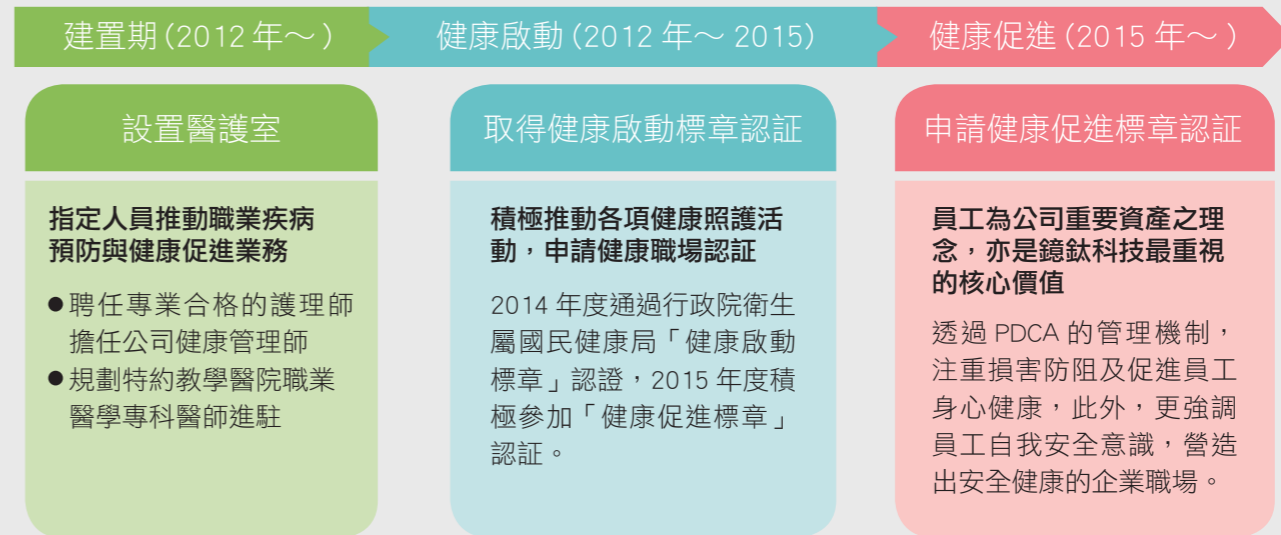 建置期 (2012 年～ )
健康啟動 (2012 年～ 2015)
健康促進 (2015 年～ )
設置醫護室
指定人員推動職業疾病
預防與健康促進業務
●聘任專業合格的護理師
擔任公司健康管理師
●規劃特約教學醫院職業
醫學專科醫師進駐
取得健康啟動標章認証
積極推動各項健康照護活
動，申請健康職場認証
2014 年度通過行政院衛生
屬國民健康局「健康啟動
標章」認證，2015 年度積
極參加「健康促進標章」
認証。
申請健康促進標章認証
員工為公司重要資產之理
念，亦是鐿鈦科技最重視
的核心價值
透過 PDCA 的管理機制，
注重損害防阻及促進員工
身心健康，此外，更強調
員工自我安全意識，營造
出安全健康的企業職場。